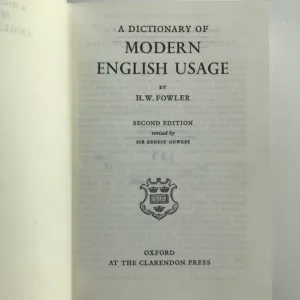 A DICTIONARY OF
MODERN
ENGLISH USAGE
BY
H. W. FOWLER
SECOND EDITION
revised by
SIR ERNEST GOWERS
OXFORD
AT THE CLARENDON PRESS